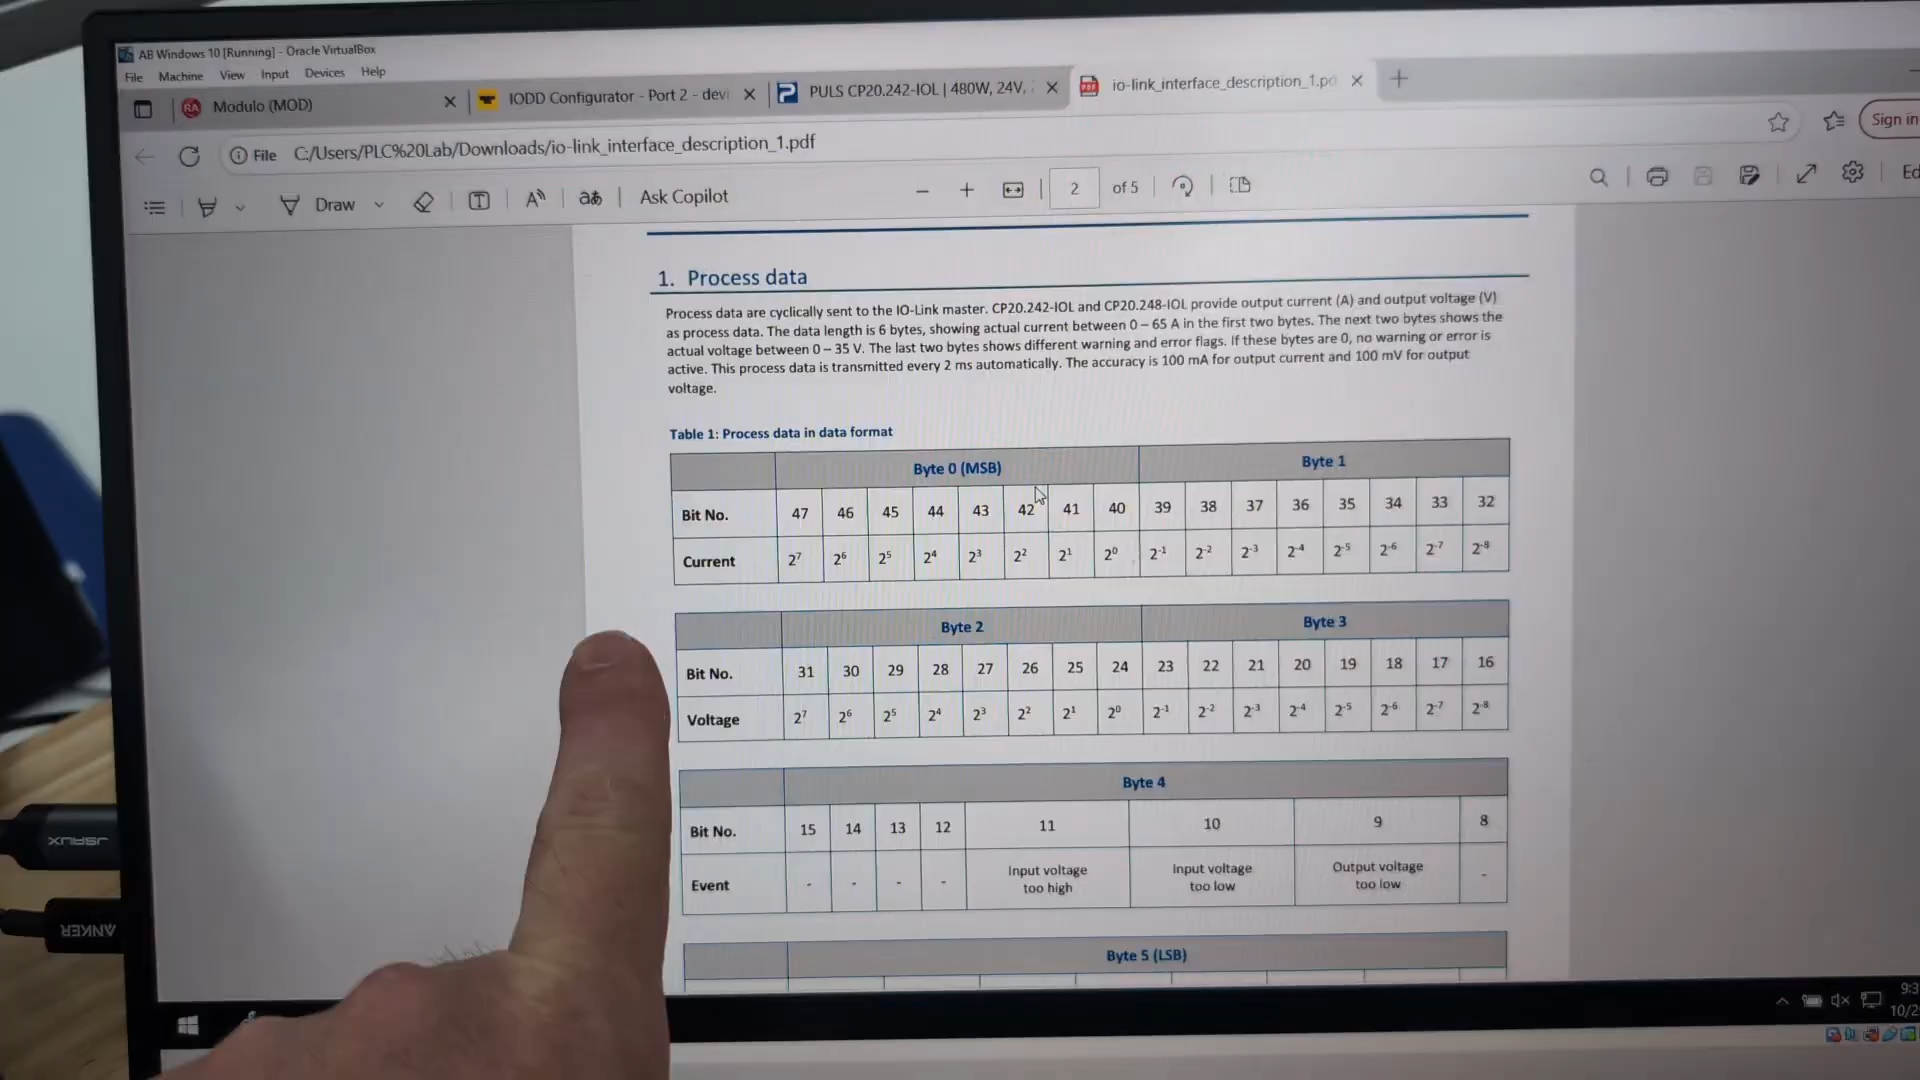 AB Windows 10 [Running] - Oracle VirtualBox
File Machine View Input Devices Help
Modulo (MOD) IODD Configurator - Port 2 - devi PULS CP20.242-IOL | 480W, 24V, io-link_interface_description_1.pd
File C:/Users/PLC%20Lab/Downloads/io-link_interface_description_1.pdf Sign in
Draw aあ Ask Copilot 2 of 5 Ed
1. Process data
Process data are cyclically sent to the IO-Link master. CP20.242-IOL and CP20.248-IOL provide output current (A) and output voltage (V)
as process data. The data length is 6 bytes, showing actual current between 0 – 65 A in the first two bytes. The next two bytes shows the
actual voltage between 0 – 35 V. The last two bytes shows different warning and error flags. If these bytes are 0, no warning or error is
active. This process data is transmitted every 2 ms automatically. The accuracy is 100 mA for output current and 100 mV for output
voltage.
Table 1: Process data in data format
Byte 0 (MSB) Byte 1
Bit No. 47 46 45 44 43 42 41 40 39 38 37 36 35 34 33 32
Current 2⁷ 2⁶ 2⁵ 2⁴ 2³ 2² 2¹ 2⁰ 2⁻¹ 2⁻² 2⁻³ 2⁻⁴ 2⁻⁵ 2⁻⁶ 2⁻⁷ 2⁻⁸
Byte 2 Byte 3
Bit No. 31 30 29 28 27 26 25 24 23 22 21 20 19 18 17 16
Voltage 2⁷ 2⁶ 2⁵ 2⁴ 2³ 2² 2¹ 2⁰ 2⁻¹ 2⁻² 2⁻³ 2⁻⁴ 2⁻⁵ 2⁻⁶ 2⁻⁷ 2⁻⁸
Byte 4
Bit No. 15 14 13 12 11 10 9 8
Event - - - - Input voltage too high Input voltage too low Output voltage too low -
Byte 5 (LSB)
JSAUX
ANKER
9:3
10/2